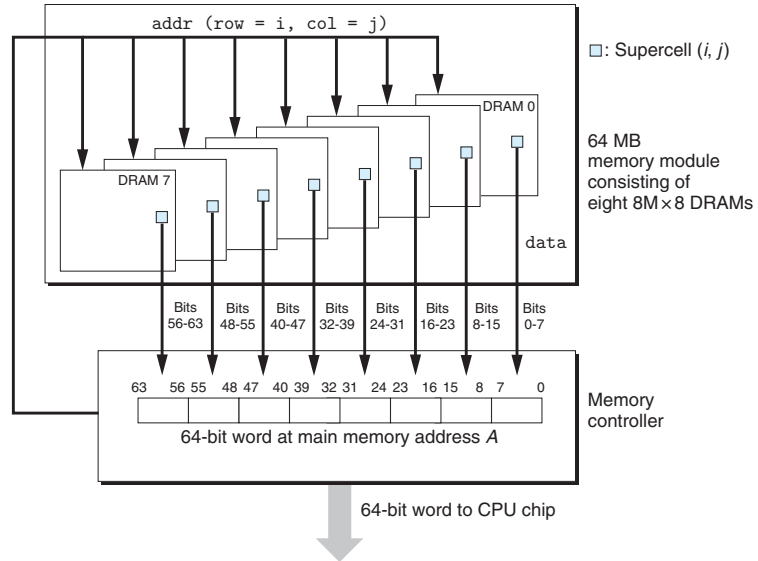 addr (row = i, col = j)
: Supercell (i, j)
DRAM 0
64 MB
memory module
consisting of
eight 8M×8 DRAMs
DRAM 7
data
Bits
56-63
Bits
48-55
Bits
40-47
Bits
32-39
Bits
24-31
Bits
16-23
Bits
8-15
Bits
0-7
63 56 55 48 47 40 39 32 31 24 23 16 15 8 7 0
64-bit word at main memory address A
Memory
controller
64-bit word to CPU chip